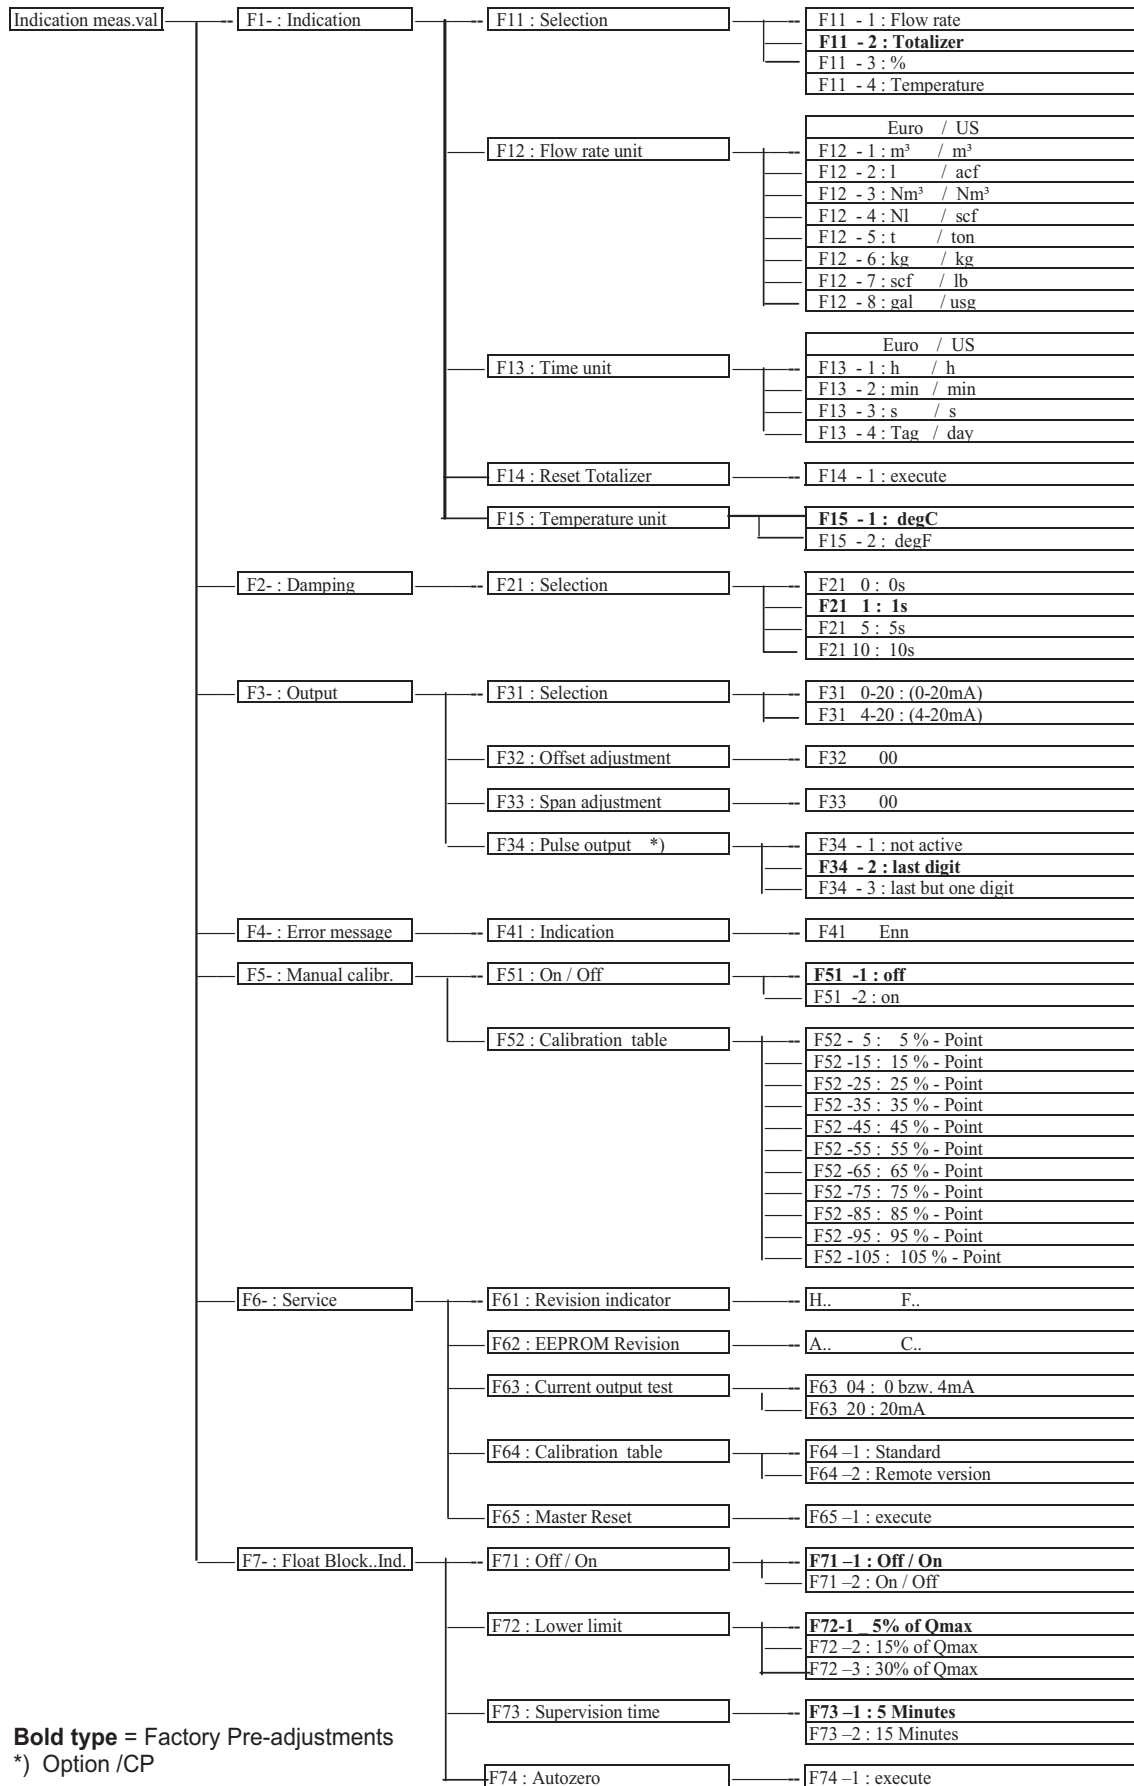 Indication meas.val
F1- : Indication
F11 : Selection
F11 - 1 : Flow rate
F11 - 2 : Totalizer
F11 - 3 : %
F11 - 4 : Temperature
Euro / US
F12 : Flow rate unit
F12 - 1 : m³ / m³
F12 - 2 : l / acf
F12 - 3 : Nm³ / Nm³
F12 - 4 : Nl / scf
F12 - 5 : t / ton
F12 - 6 : kg / kg
F12 - 7 : scf / lb
F12 - 8 : gal /usg
Euro / US
F13 : Time unit
F13 - 1 : h / h
F13 - 2 : min / min
F13 - 3 : s / s
F13 - 4 : Tag / day
F14 : Reset Totalizer
F14 - 1 : execute
F15 : Temperature unit
F15 - 1 : degC
F15 - 2 : degF
F2- : Damping
F21 : Selection
F21 0 : 0s
F21 1 : 1s
F21 5 : 5s
F21 10 : 10s
F3- : Output
F31 : Selection
F31 0-20 : (0-20mA)
F31 4-20 : (4-20mA)
F32 : Offset adjustment
F32 00
F33 : Span adjustment
F33 00
F34 : Pulse output *)
F34 - 1 : not active
F34 - 2 : last digit
F34 - 3 : last but one digit
F4- : Error message
F41 : Indication
F41 Enn
F5- : Manual calibr.
F51 : On / Off
F51 -1 : off
F51 -2 : on
F52 : Calibration table
F52 - 5 : 5 % - Point
F52 -15 : 15 % - Point
F52 -25 : 25 % - Point
F52 -35 : 35 % - Point
F52 -45 : 45 % - Point
F52 -55 : 55 % - Point
F52 -65 : 65 % - Point
F52 -75 : 75 % - Point
F52 -85 : 85 % - Point
F52 -95 : 95 % - Point
F52 -105 : 105 % - Point
F6- : Service
F61 : Revision indicator
H.. F..
F62 : EEPROM Revision
A.. C..
F63 : Current output test
F63 04 : 0 bzw. 4mA
F63 20 : 20mA
F64 : Calibration table
F64 –1 : Standard
F64 –2 : Remote version
F65 : Master Reset
F65 –1 : execute
F7- : Float Block..Ind.
F71 : Off / On
F71 –1 : Off / On
F71 –2 : On / Off
F72 : Lower limit
F72-1 _ 5% of Qmax
F72 –2 : 15% of Qmax
F72 –3 : 30% of Qmax
F73 : Supervision time
F73 –1 : 5 Minutes
F73 –2 : 15 Minutes
Bold type = Factory Pre-adjustments
*) Option /CP
F74 : Autozero
F74 –1 : execute